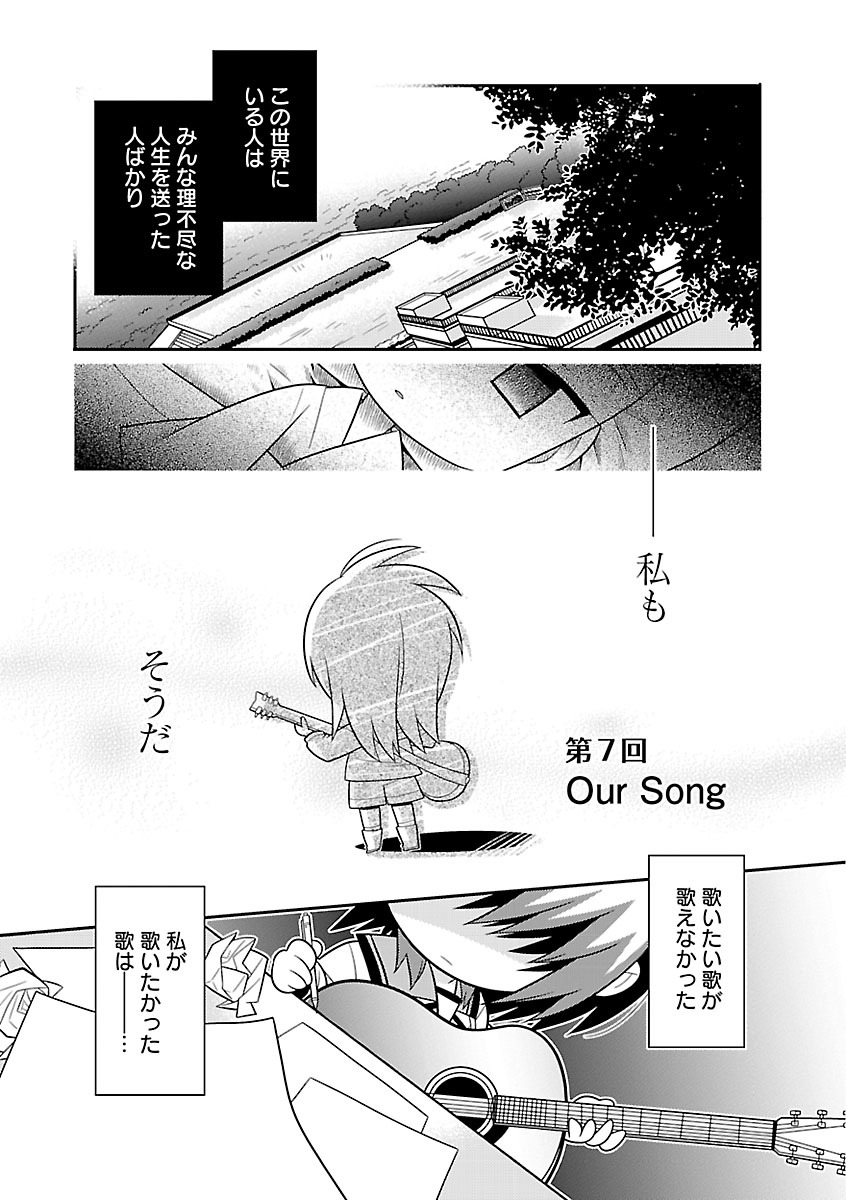 この世界に
いる人は
みんな理不尽な
人生を送った
人ばかり
――私も
そうだ
第7回
Our Song
歌いたい歌が
歌えなかった
私が
歌いたかった
歌は――…